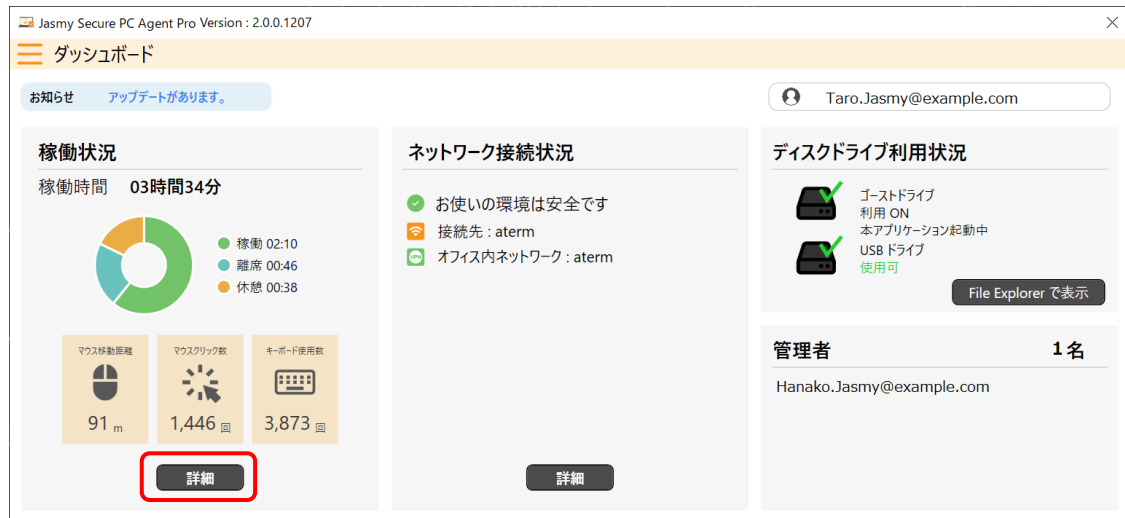 Jasmy Secure PC Agent Pro Version : 2.0.0.1207
ダッシュボード
お知らせ アップデートがあります。
Taro.Jasmy@example.com
稼働状況
稼働時間 03時間34分
稼働 02:10
離席 00:46
休憩 00:38
マウス移動距離
91 m
マウスクリック数
1,446 回
キーボード使用数
3,873 回
詳細
ネットワーク接続状況
お使いの環境は安全です
接続先 : aterm
VPN オフィス内ネットワーク : aterm
詳細
ディスクドライブ利用状況
ゴーストドライブ
利用 ON
本アプリケーション起動中
USB ドライブ
使用可
File Explorer で表示
管理者 1名
Hanako.Jasmy@example.com